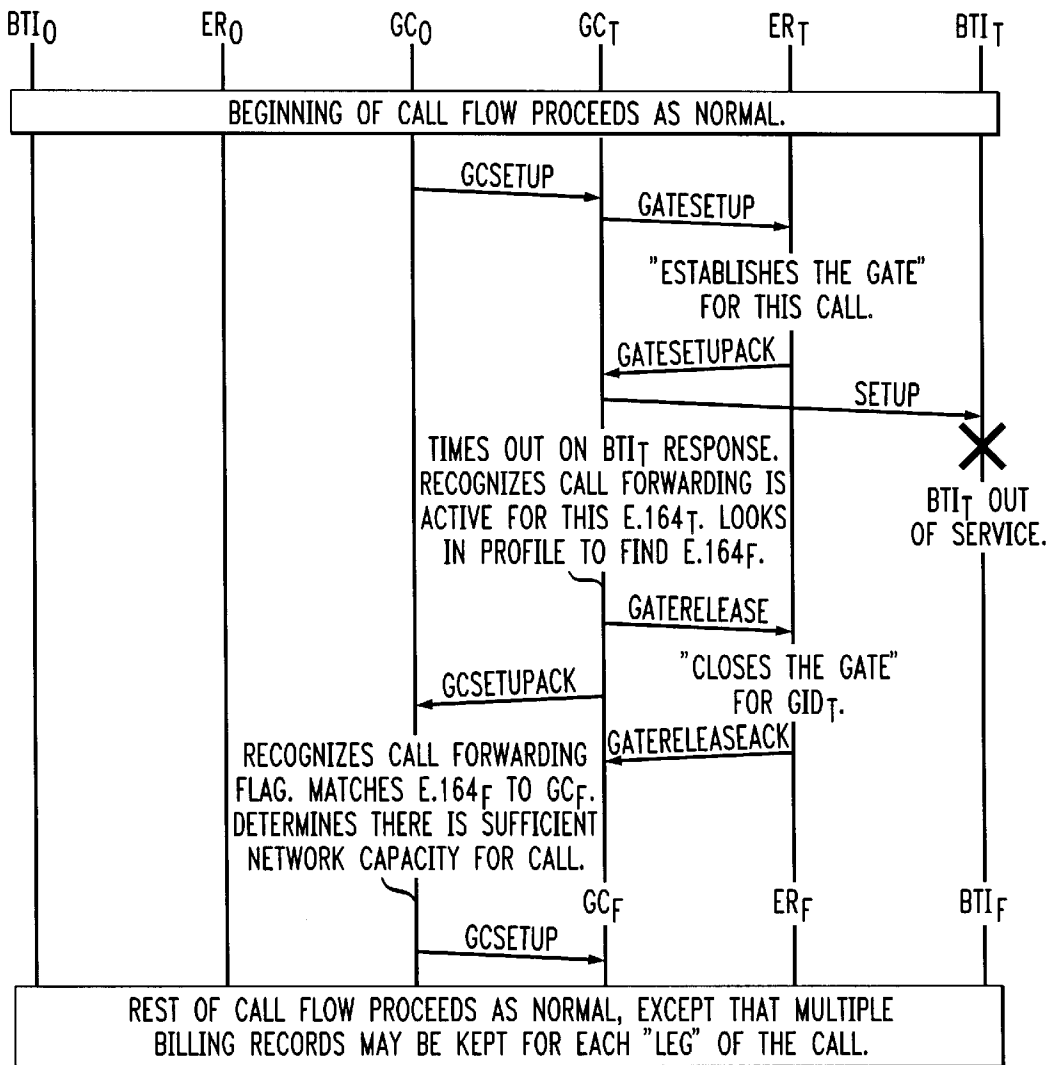 BTIO ERO GCO GCT ERT BTIT
BEGINNING OF CALL FLOW PROCEEDS AS NORMAL.
GCSETUP
GATESETUP
"ESTABLISHES THE GATE"
FOR THIS CALL.
GATESETUPACK
SETUP
TIMES OUT ON BTIT RESPONSE.
RECOGNIZES CALL FORWARDING IS
ACTIVE FOR THIS E.164T. LOOKS
IN PROFILE TO FIND E.164F.
BTIT OUT
OF SERVICE.
GATERELEASE
"CLOSES THE GATE"
FOR GIDT.
GCSETUPACK
GATERELEASEACK
RECOGNIZES CALL FORWARDING
FLAG. MATCHES E.164F TO GCF.
DETERMINES THERE IS SUFFICIENT
NETWORK CAPACITY FOR CALL.
GCF ERF BTIF
GCSETUP
REST OF CALL FLOW PROCEEDS AS NORMAL, EXCEPT THAT MULTIPLE
BILLING RECORDS MAY BE KEPT FOR EACH "LEG" OF THE CALL.